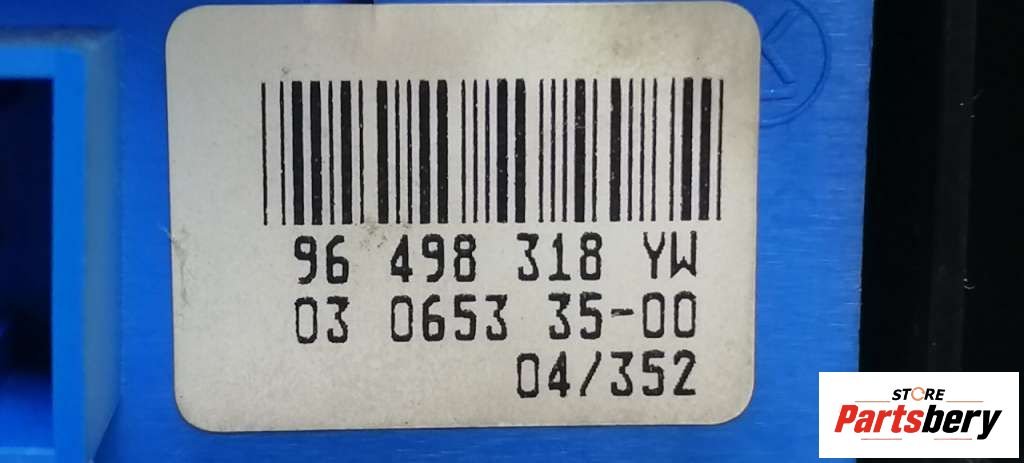 96 498 318 YW
03 0653 35-00
04/352
STORE
Partsbery